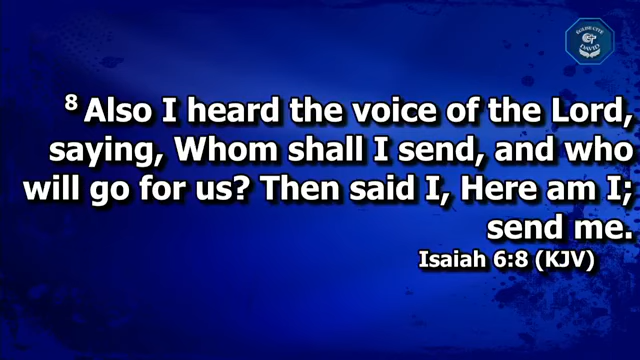 8 Also I heard the voice of the Lord,
saying, Whom shall I send, and who
will go for us? Then said I, Here am I;
send me.
Isaiah 6:8 (KJV)
DAVID